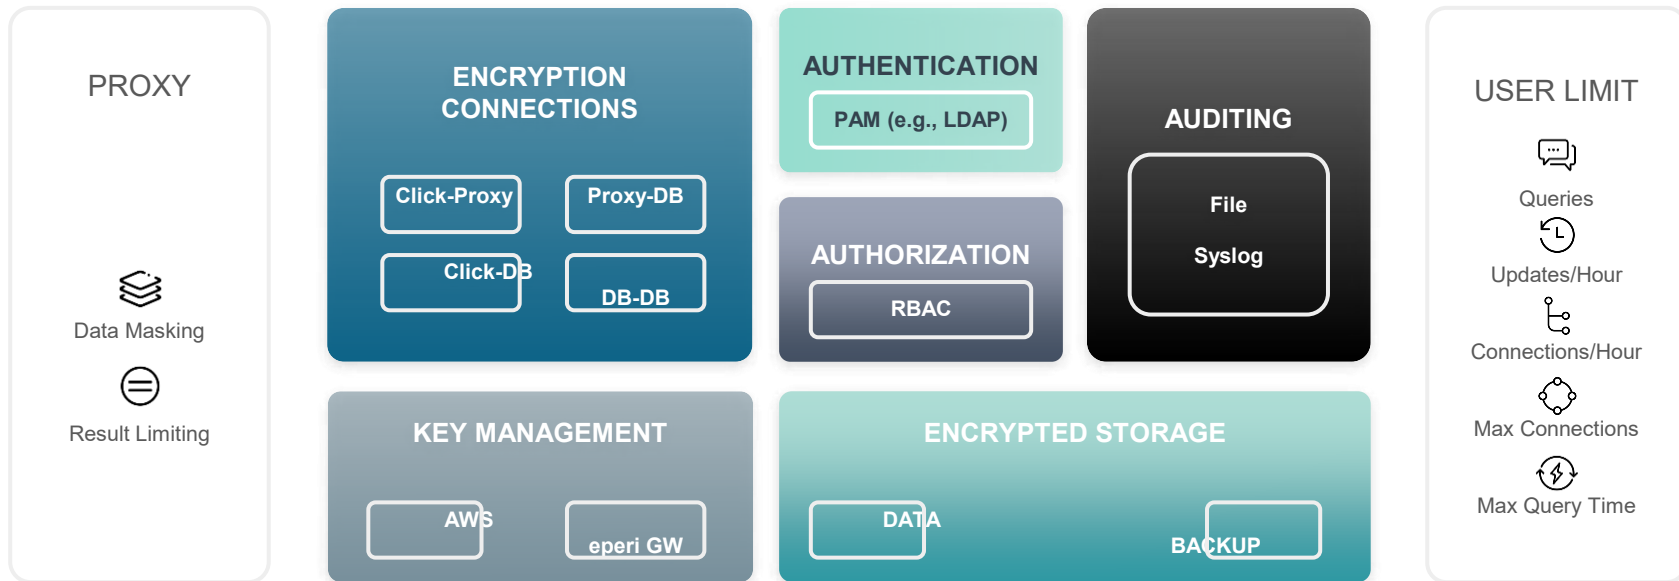 PROXY
Data Masking
Result Limiting
ENCRYPTION
CONNECTIONS
Click-Proxy
Proxy-DB
Click-DB
DB-DB
AUTHENTICATION
PAM (e.g., LDAP)
AUTHORIZATION
RBAC
AUDITING
File
Syslog
KEY MANAGEMENT
AWS
eperi GW
ENCRYPTED STORAGE
DATA
BACKUP
USER LIMIT
Queries
Updates/Hour
Connections/Hour
Max Connections
Max Query Time